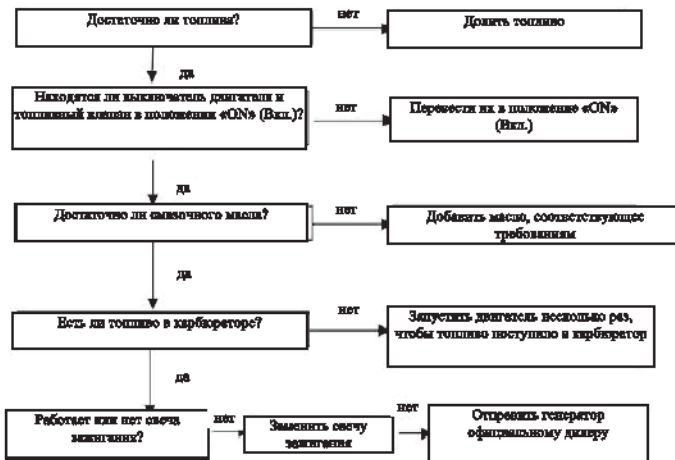 Достаточно ли топлива?
нет
Долить топливо
да
Находятся ли выключатель двигателя и
топливный клапан в положении «ON» (Вкл.)?
нет
Перевести их в положение «ON»
(Вкл.)
да
Достаточно ли смазочного масла?
нет
Добавить масло, соответствующее
требованиям
да
Есть ли топливо в карбюраторе?
нет
Запустить двигатель несколько раз,
чтобы топливо поступило в карбюратор
да
Работает или нет свеча
зажигания?
нет
Заменить свечу
зажигания
нет
Отправить генератор
официальному дилеру